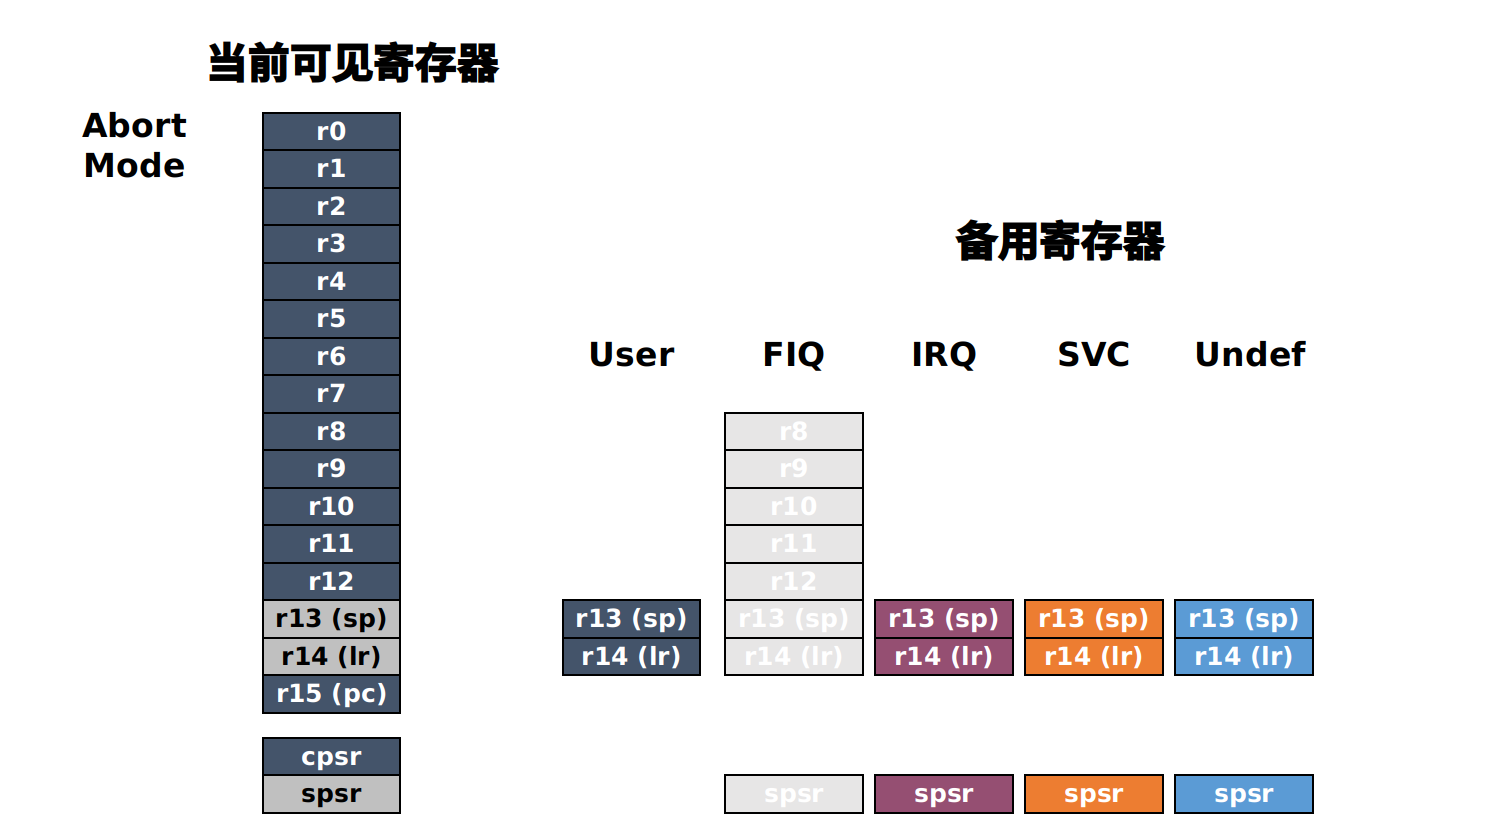 当前可见寄存器
Abort
Mode
r0
r1
r2
r3
r4
r5
r6
r7
r8
r9
r10
r11
r12
r13 (sp)
r14 (lr)
r15 (pc)
cpsr
spsr
备用寄存器
User
FIQ
IRQ
SVC
Undef
r13 (sp)
r14 (lr)
r8
r9
r10
r11
r12
r13 (sp)
r14 (lr)
spsr
r13 (sp)
r14 (lr)
spsr
r13 (sp)
r14 (lr)
spsr
r13 (sp)
r14 (lr)
spsr